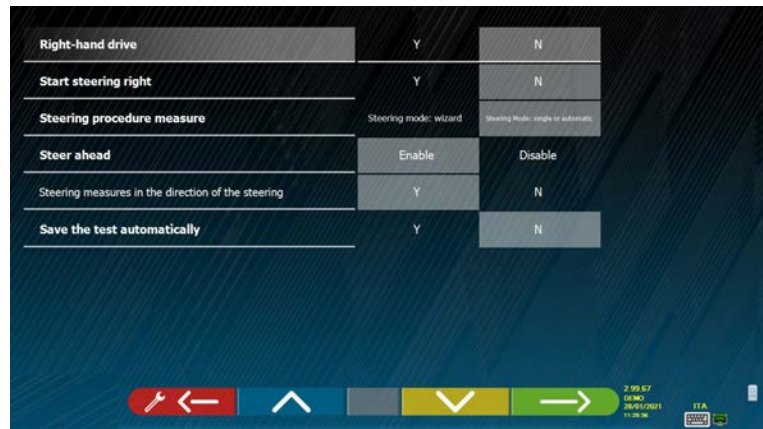 Right-hand drive Y N
Start steering right Y N
Steering procedure measure Steering mode: wizard Steering Mode: single or automatic
Steer ahead Enable Disable
Steering measures in the direction of the steering Y N
Save the test automatically Y N
2.99.67
DEMO
28/01/2021
ITA